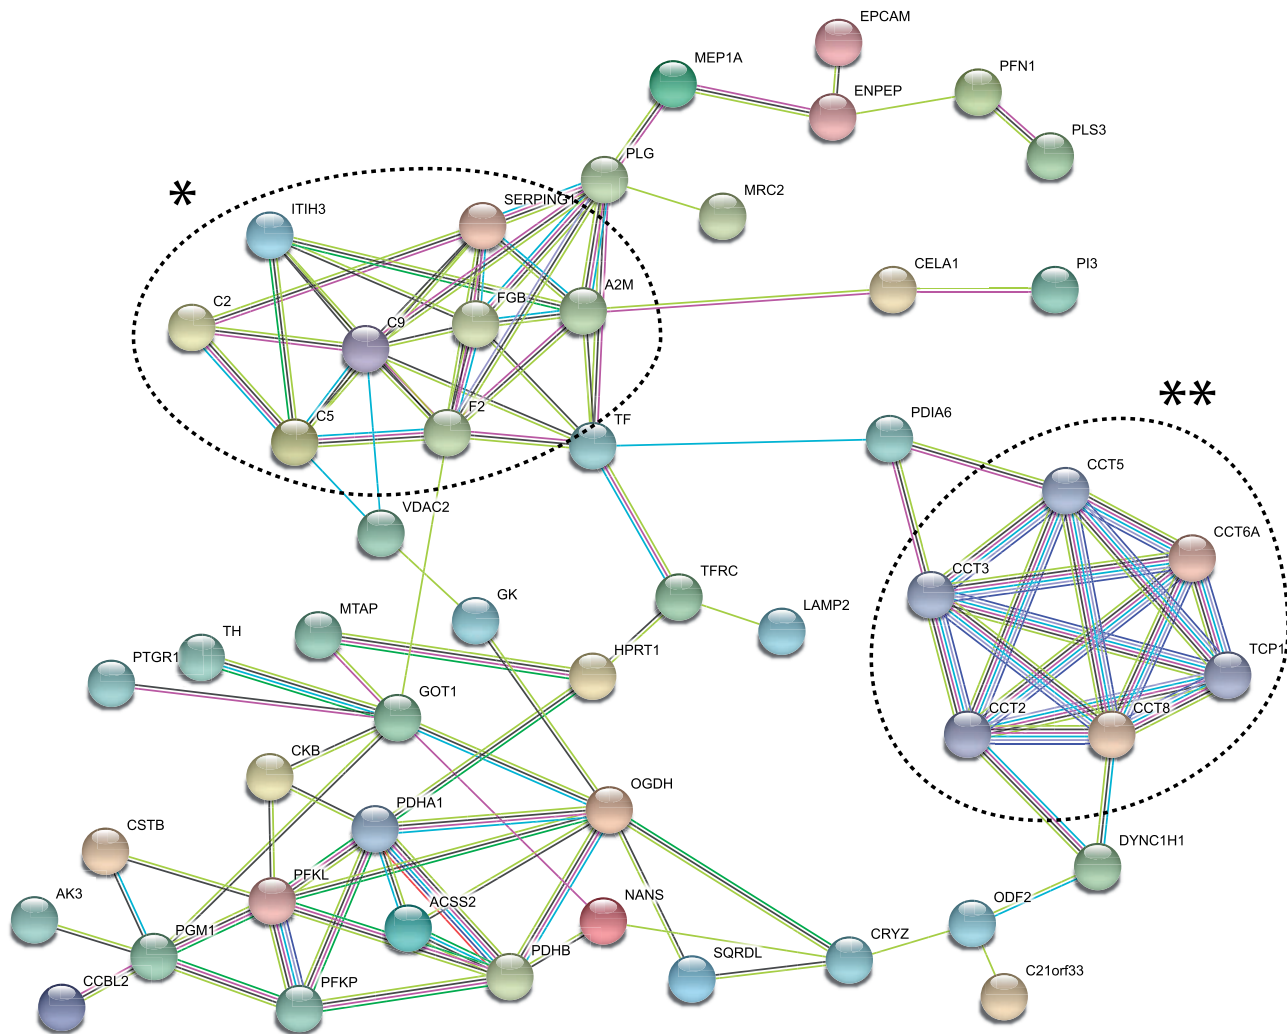 EPCAM
MEP1A
PFN1
ENPEP
PLS3
PLG
*
SERPING1
MRC2
ITIH3
CELA1
PI3
A2M
C2
FGB
C9
**
C5
F2
TF
PDIA6
CCT5
VDAC2
CCT6A
CCT3
TFRC
GK
LAMP2
MTAP
TH
HPRT1
TCP1
PTGR1
GOT1
CCT2
CCT8
CKB
OGDH
PDHA1
CSTB
DYNC1H1
PFKL
AK3
ACSS2
NANS
ODF2
PGM1
CRYZ
PDHB
SQRDL
CCBL2
PFKP
C21orf33